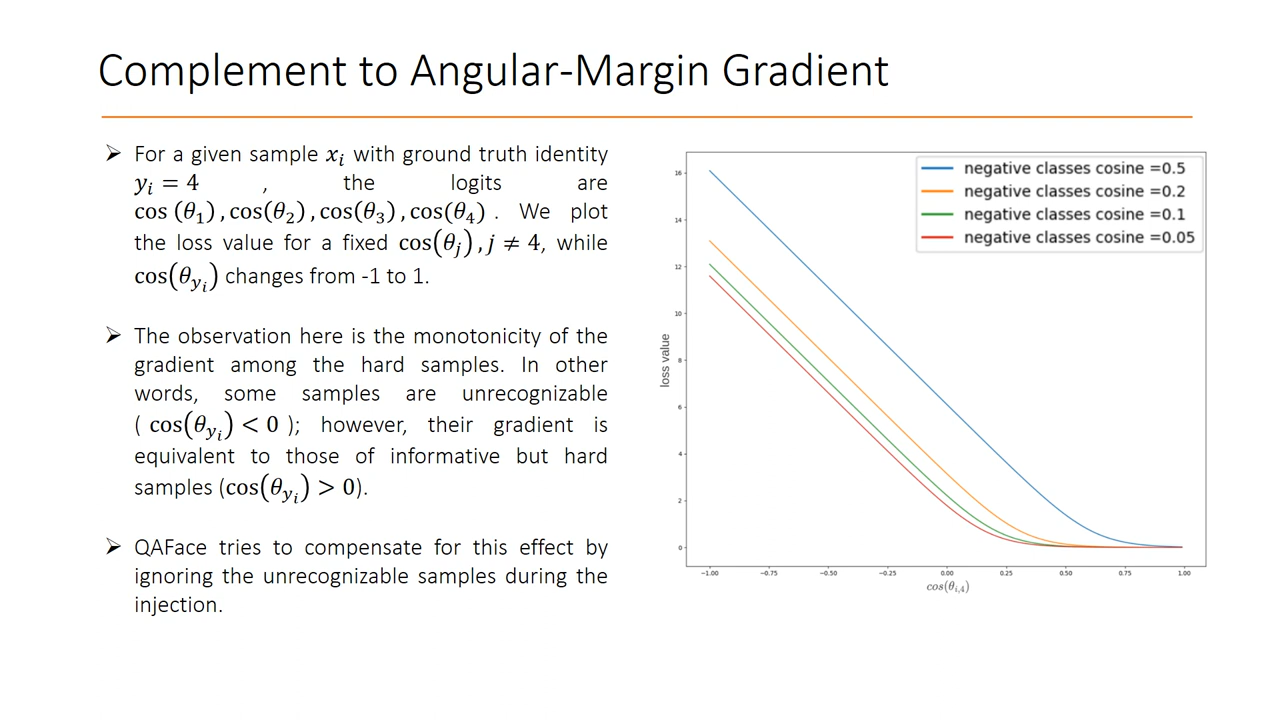 Complement to Angular-Margin Gradient
➢ For a given sample 𝑥ᵢ with ground truth identity
𝑦ᵢ = 4 , the logits are
cos (𝜃₁) , cos(𝜃₂) , cos(𝜃₃) , cos(𝜃₄) . We plot
the loss value for a fixed cos(𝜃ⱼ) , 𝑗 ≠ 4, while
cos(𝜃_{𝑦ᵢ}) changes from -1 to 1.
➢ The observation here is the monotonicity of the
gradient among the hard samples. In other
words, some samples are unrecognizable
( cos(𝜃_{𝑦ᵢ}) < 0 ); however, their gradient is
equivalent to those of informative but hard
samples (cos(𝜃_{𝑦ᵢ}) > 0).
➢ QAFace tries to compensate for this effect by
ignoring the unrecognizable samples during the
injection.
negative classes cosine =0.5
negative classes cosine =0.2
negative classes cosine =0.1
negative classes cosine =0.05
16
14
12
10
8
6
4
2
0
loss value
−1.00 −0.75 −0.50 −0.25 0.00 0.25 0.50 0.75 1.00
cos(θ_{i,4})